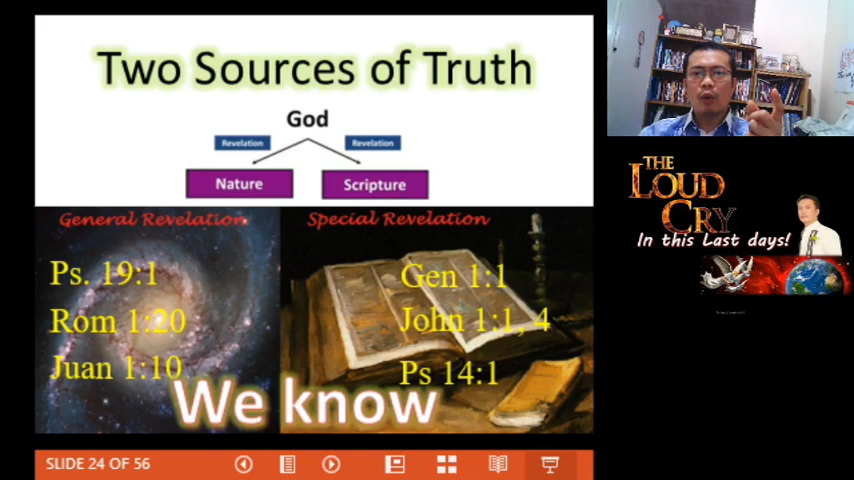 Two Sources of Truth
God
Revelation
Revelation
Nature
Scripture
General Revelation
Special Revelation
Ps. 19:1
Rom 1:20
Juan 1:10
Gen 1:1
John 1:1, 4
Ps 14:1
We know
SLIDE 24 OF 56
THE
LOUD
CRY
In this Last days!